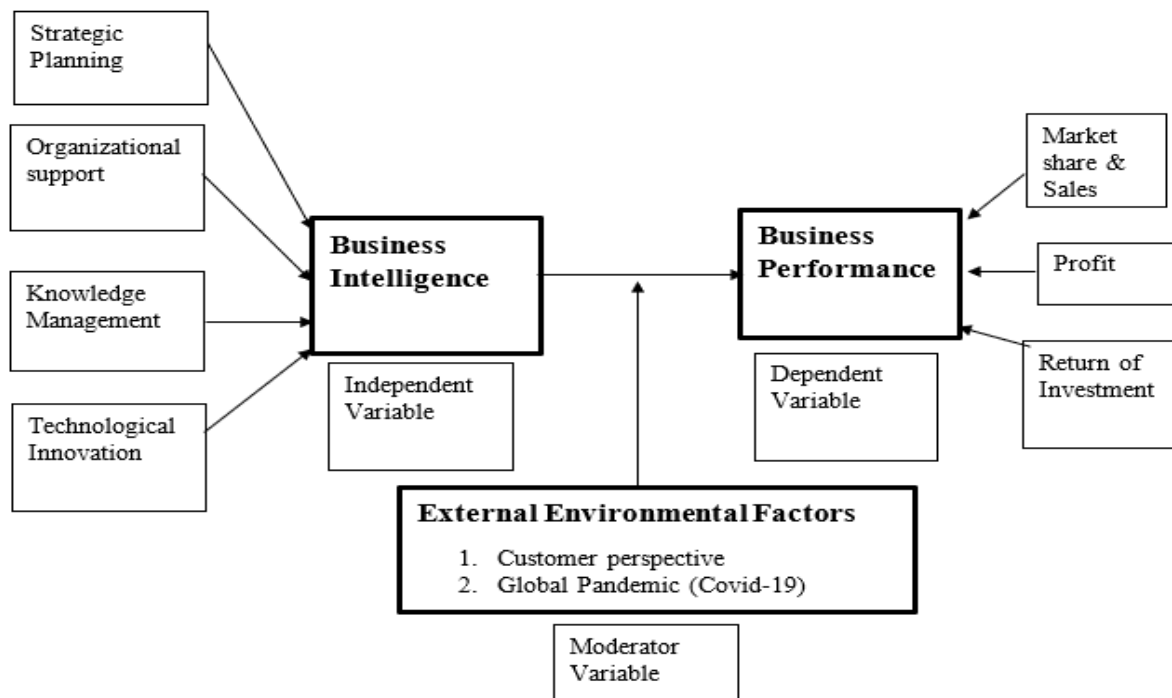 Strategic
Planning
Organizational
support
Knowledge
Management
Technological
Innovation
Business
Intelligence
Independent
Variable
Business
Performance
Dependent
Variable
Market
share &
Sales
Profit
Return of
Investment
External Environmental Factors
1. Customer perspective
2. Global Pandemic (Covid-19)
Moderator
Variable